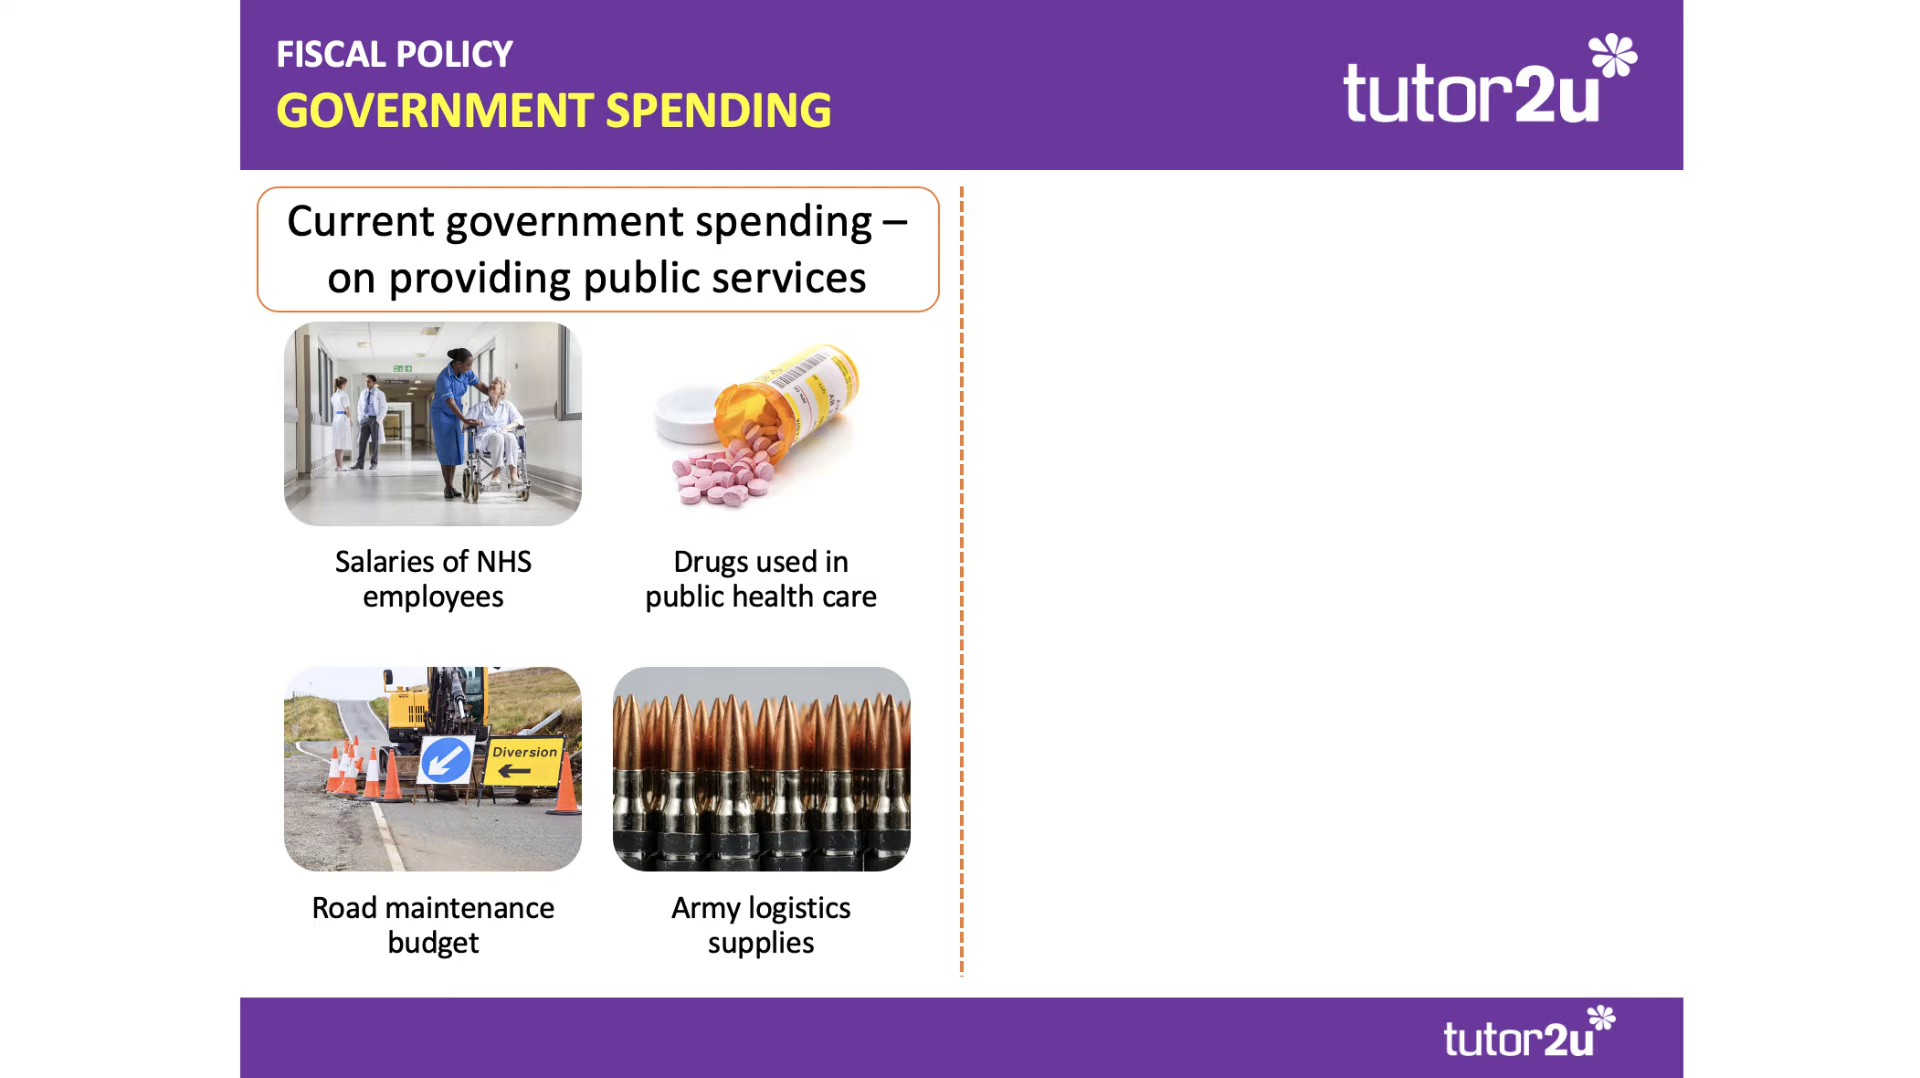 FISCAL POLICY
GOVERNMENT SPENDING
tutor2u
Current government spending –
on providing public services
Salaries of NHS
employees
Drugs used in
public health care
Diversion
Road maintenance
budget
Army logistics
supplies
tutor2u